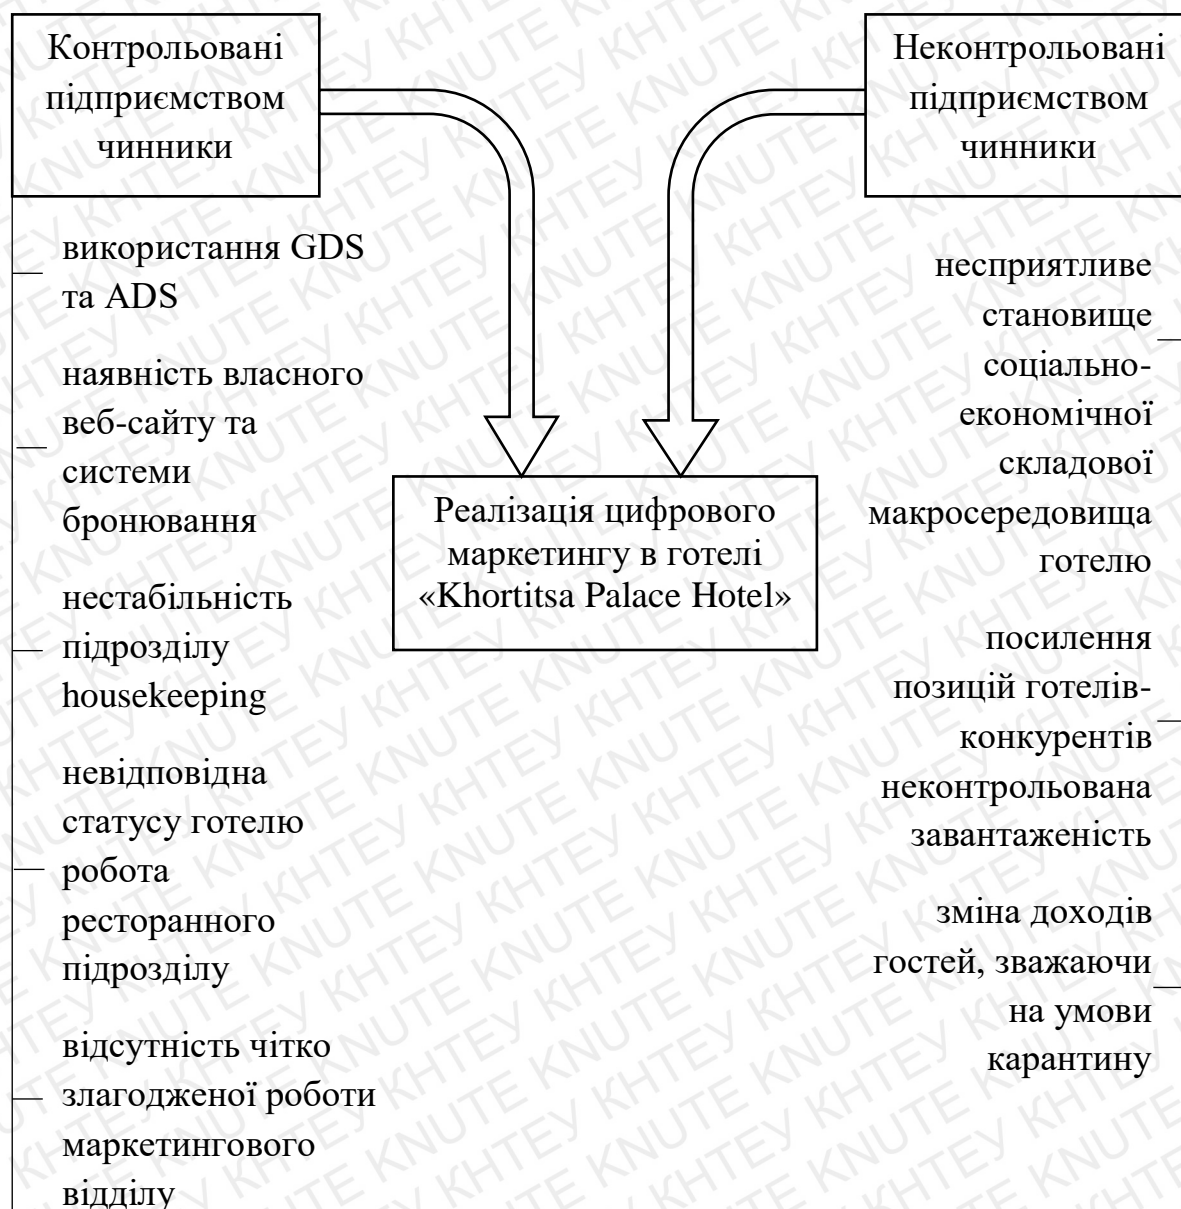 Контрольовані
підприємством
чинники
Неконтрольовані
підприємством
чинники
використання GDS
та ADS
наявність власного
веб-сайту та
системи
бронювання
нестабільність
підрозділу
housekeeping
невідповідна
статусу готелю
робота
ресторанного
підрозділу
відсутність чітко
злагодженої роботи
маркетингового
відділу
Реалізація цифрового
маркетингу в готелі
«Khortitsa Palace Hotel»
несприятливе
становище
соціально-
економічної
складової
макросередовища
готелю
посилення
позицій готелів-
конкурентів
неконтрольована
завантаженість
зміна доходів
гостей, зважаючи
на умови
карантину